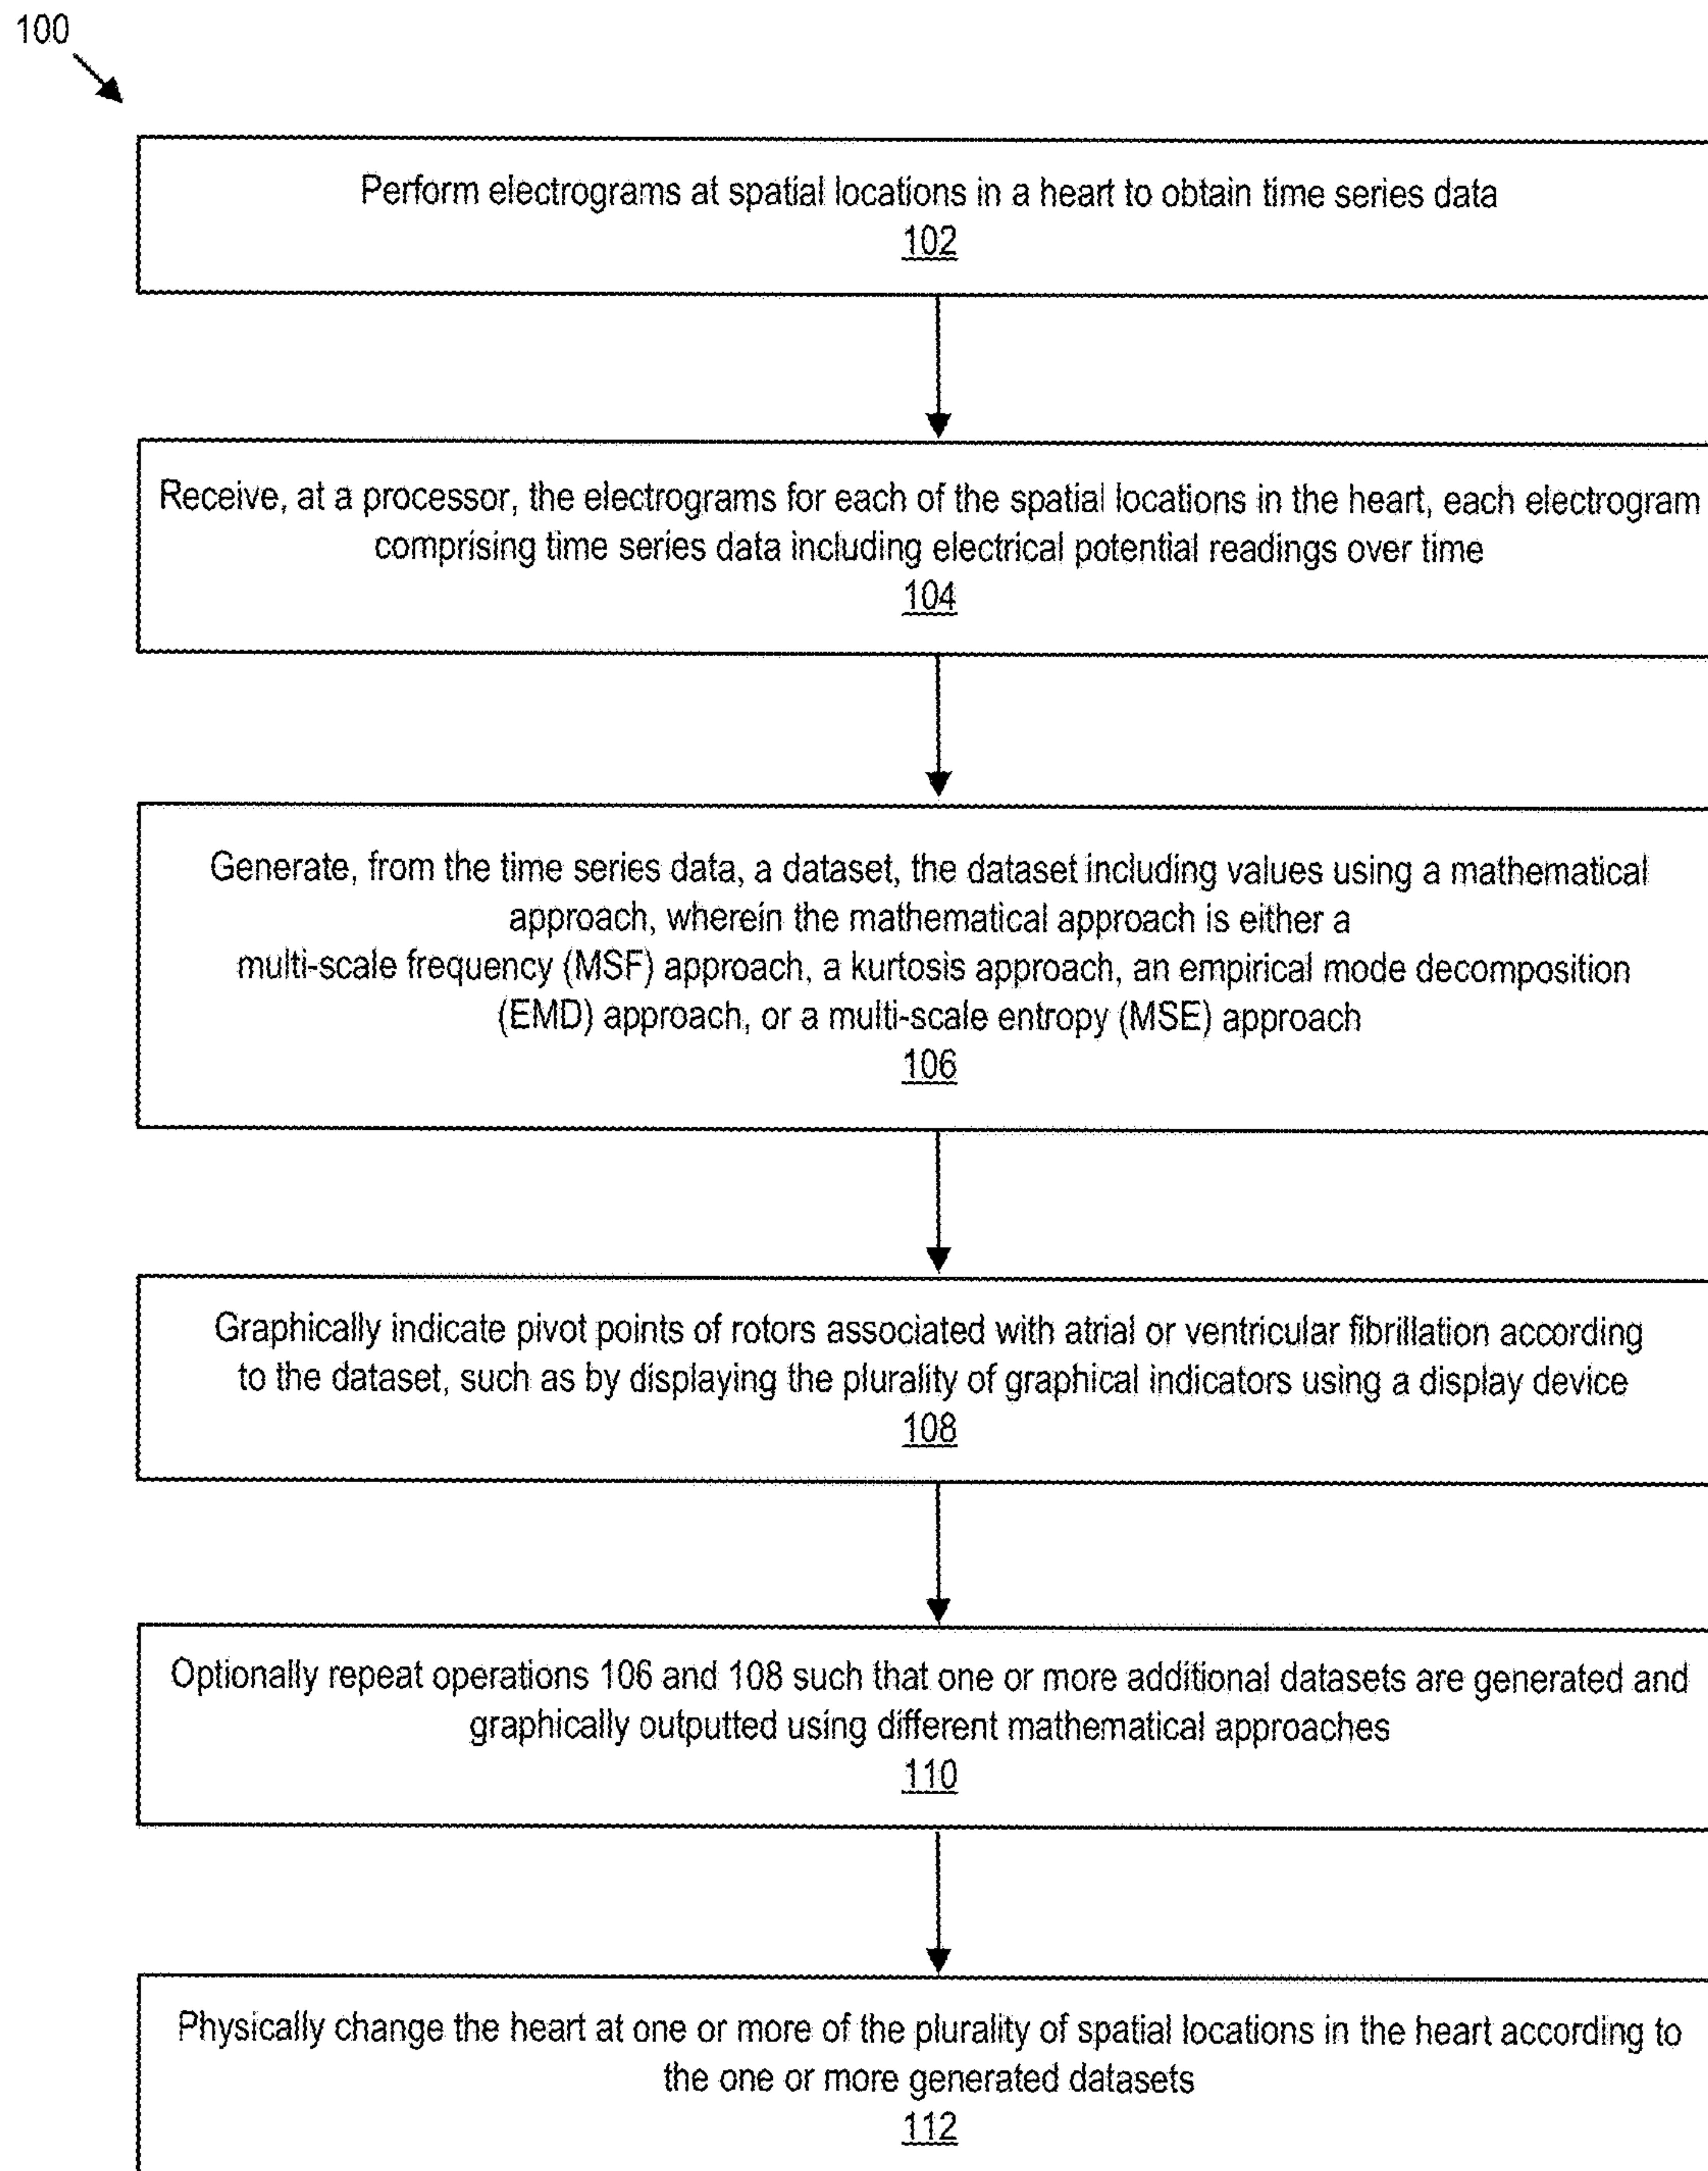 100
Perform electrograms at spatial locations in a heart to obtain time series data
102
Receive, at a processor, the electrograms for each of the spatial locations in the heart, each electrogram
comprising time series data including electrical potential readings over time
104
Generate, from the time series data, a dataset, the dataset including values using a mathematical
approach, wherein the mathematical approach is either a
multi-scale frequency (MSF) approach, a kurtosis approach, an empirical mode decomposition
(EMD) approach, or a multi-scale entropy (MSE) approach
106
Graphically indicate pivot points of rotors associated with atrial or ventricular fibrillation according
to the dataset, such as by displaying the plurality of graphical indicators using a display device
108
Optionally repeat operations 106 and 108 such that one or more additional datasets are generated and
graphically outputted using different mathematical approaches
110
Physically change the heart at one or more of the plurality of spatial locations in the heart according to
the one or more generated datasets
112